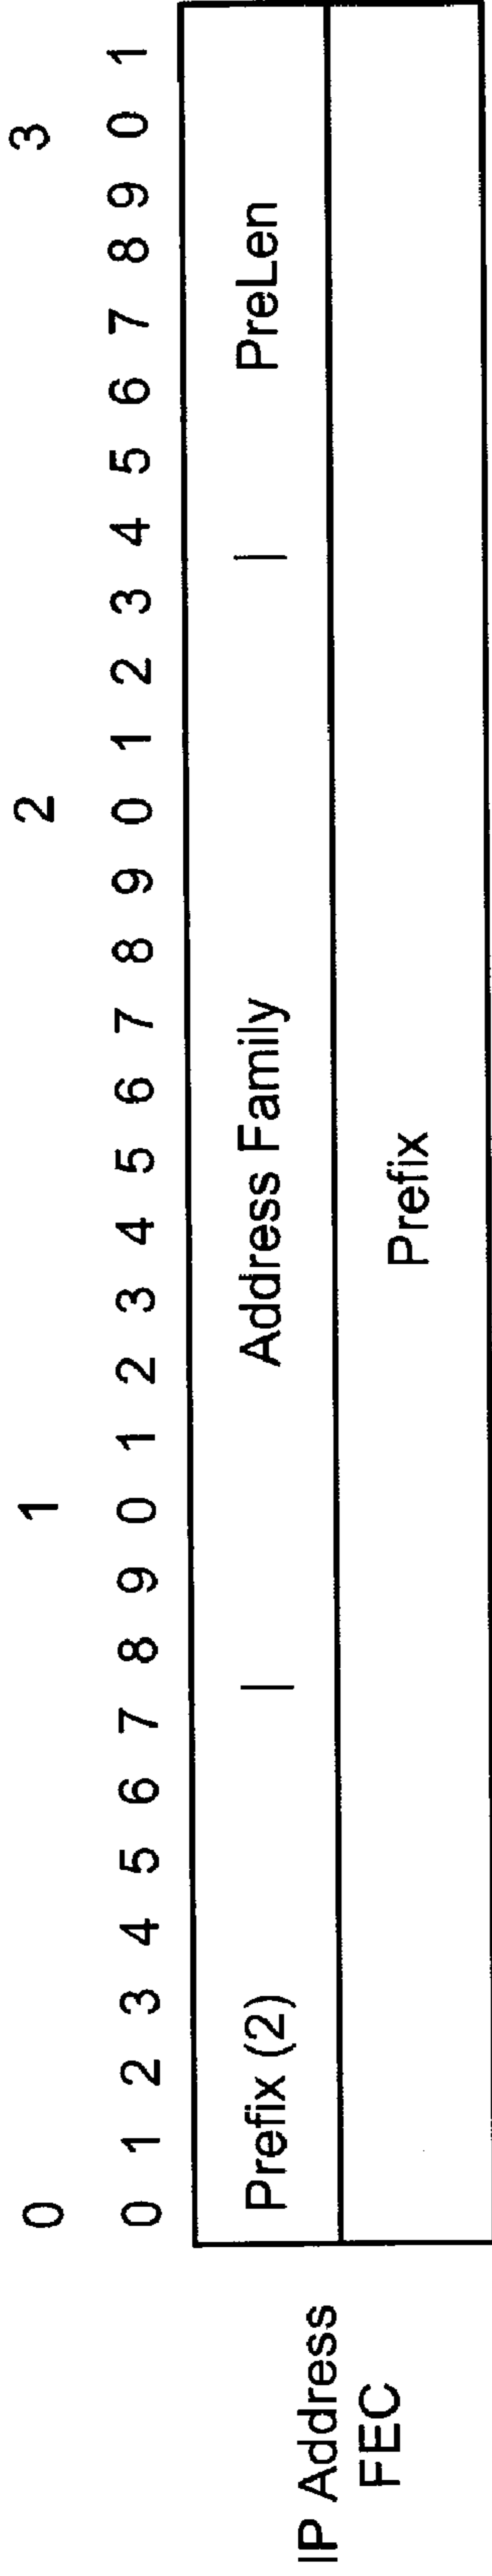 0 1 2 3
0 1 2 3 4 5 6 7 8 9 0 1 2 3 4 5 6 7 8 9 0 1 2 3 4 5 6 7 8 9 0 1
Prefix (2) | Address Family | PreLen
Prefix
IP Address
FEC